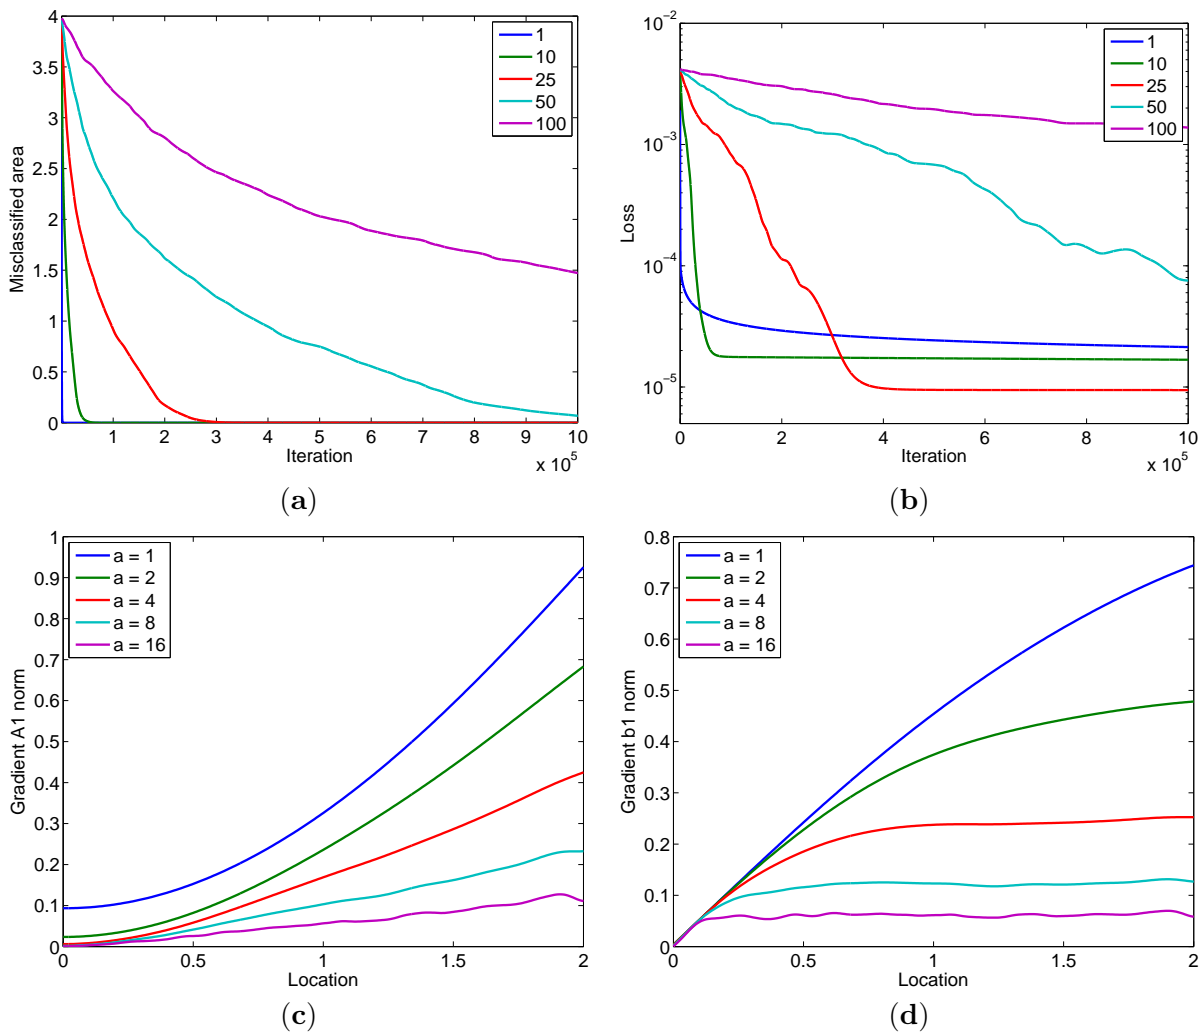 4
3.5
3
2.5
2
1.5
1
0.5
0
Misclassified area
1
10
25
50
100
1 2 3 4 5 6 7 8 9 10
Iteration
x 10^5
(a)
10^−2
10^−3
10^−4
10^−5
Loss
1
10
25
50
100
0 2 4 6 8 10
Iteration
x 10^5
(b)
1
0.9
0.8
0.7
0.6
0.5
0.4
0.3
0.2
0.1
0
Gradient A1 norm
a = 1
a = 2
a = 4
a = 8
a = 16
0 0.5 1 1.5 2
Location
(c)
0.8
0.7
0.6
0.5
0.4
0.3
0.2
0.1
0
Gradient b1 norm
a = 1
a = 2
a = 4
a = 8
a = 16
0 0.5 1 1.5 2
Location
(d)